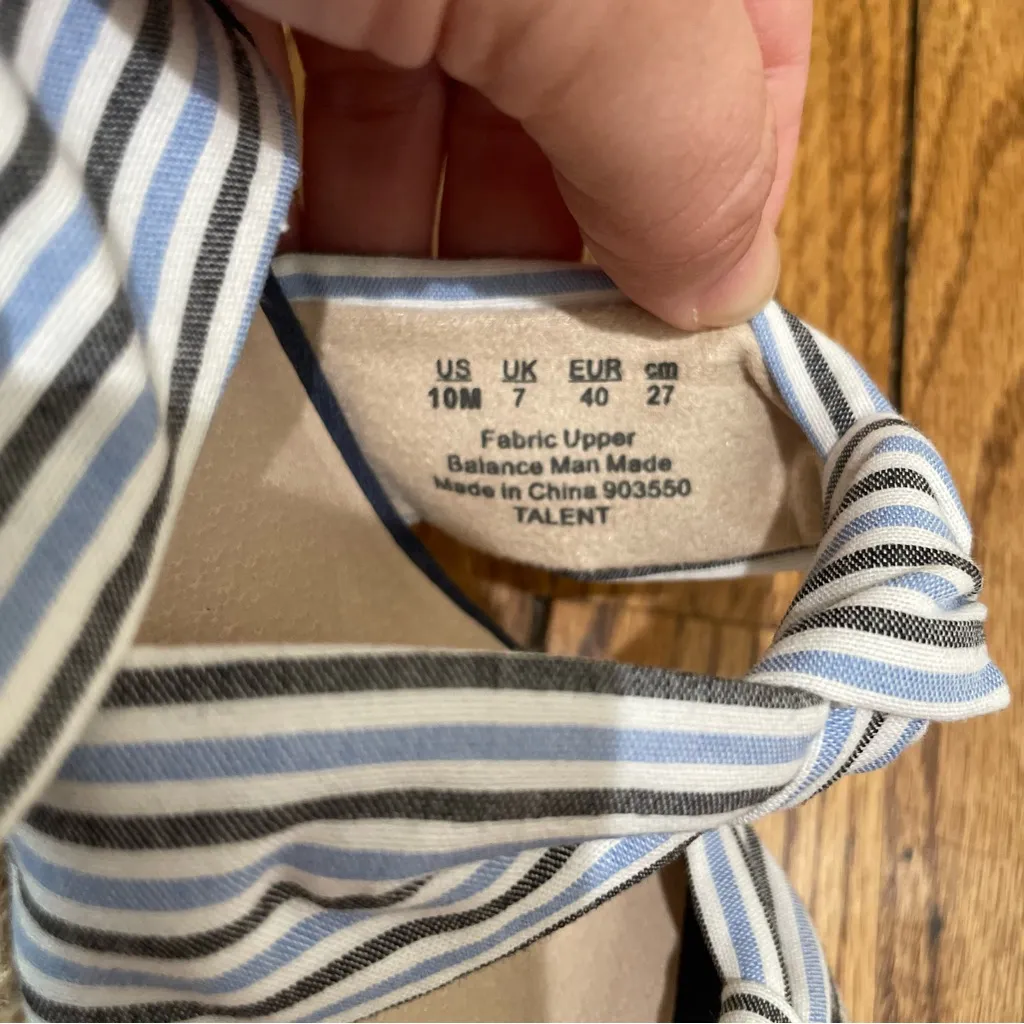 US UK EUR cm
10M 7 40 27
Fabric Upper
Balance Man Made
Made in China 903550
TALENT